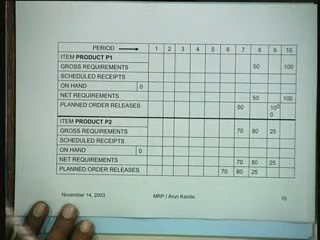 PERIOD 1 2 3 4 5 6 7 8 9 10
ITEM PRODUCT P1
GROSS REQUIREMENTS 50 100
SCHEDULED RECEIPTS
ON HAND 0
NET REQUIREMENTS 50 100
PLANNED ORDER RELEASES 50 100
ITEM PRODUCT P2
GROSS REQUIREMENTS 70 80 25
SCHEDULED RECEIPTS
ON HAND 0
NET REQUIREMENTS 70 80 25
PLANNED ORDER RELEASES 70 80 25
November 14, 2003 MRP / Arun Kanda